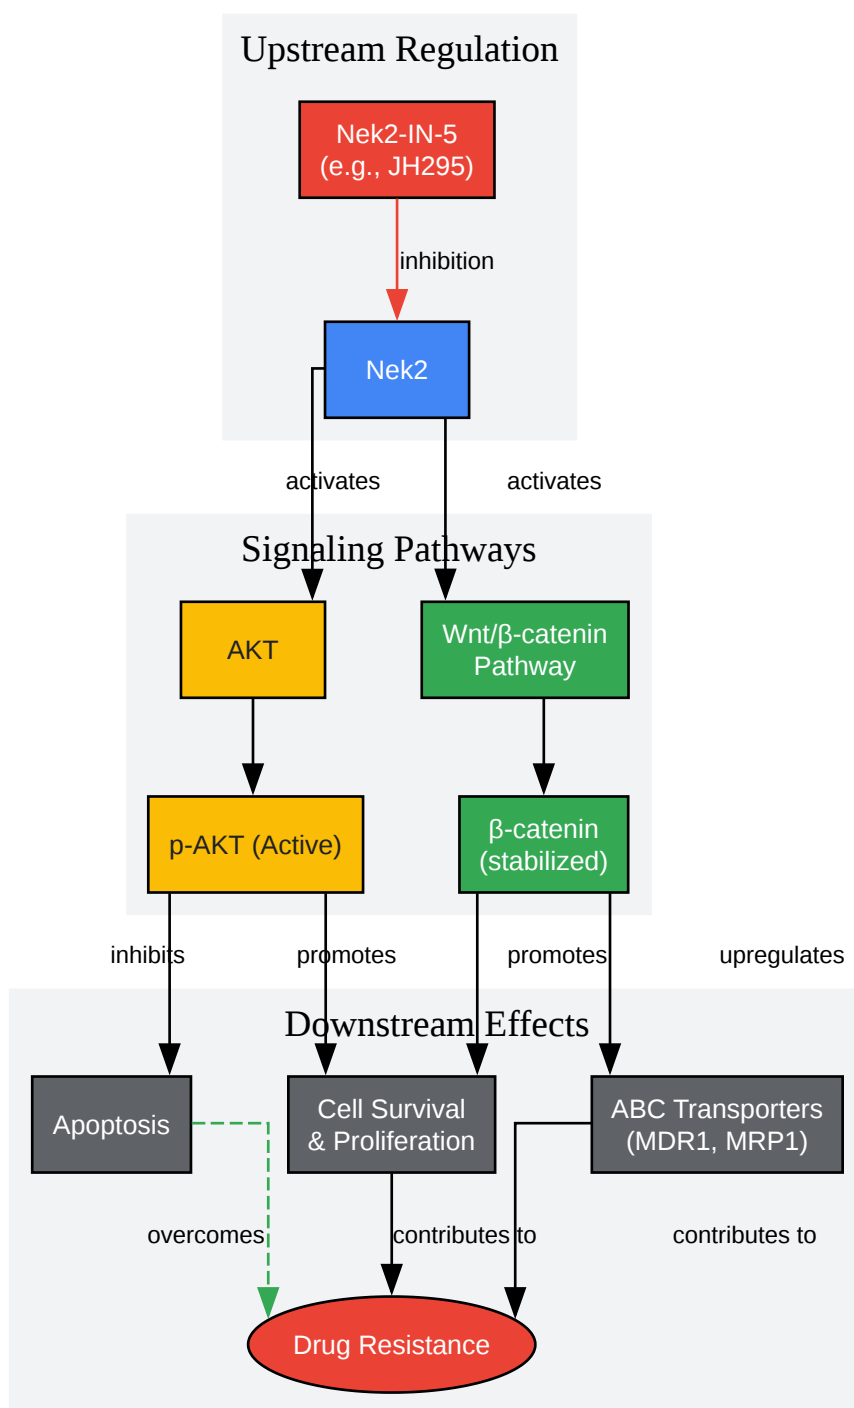 Upstream Regulation
Nek2-IN-5
(e.g., JH295)
inhibition
Nek2
activates
activates
Signaling Pathways
AKT
Wnt/β-catenin
Pathway
p-AKT (Active)
β-catenin
(stabilized)
inhibits
promotes
promotes
upregulates
Downstream Effects
Apoptosis
Cell Survival
& Proliferation
ABC Transporters
(MDR1, MRP1)
overcomes
contributes to
contributes to
Drug Resistance